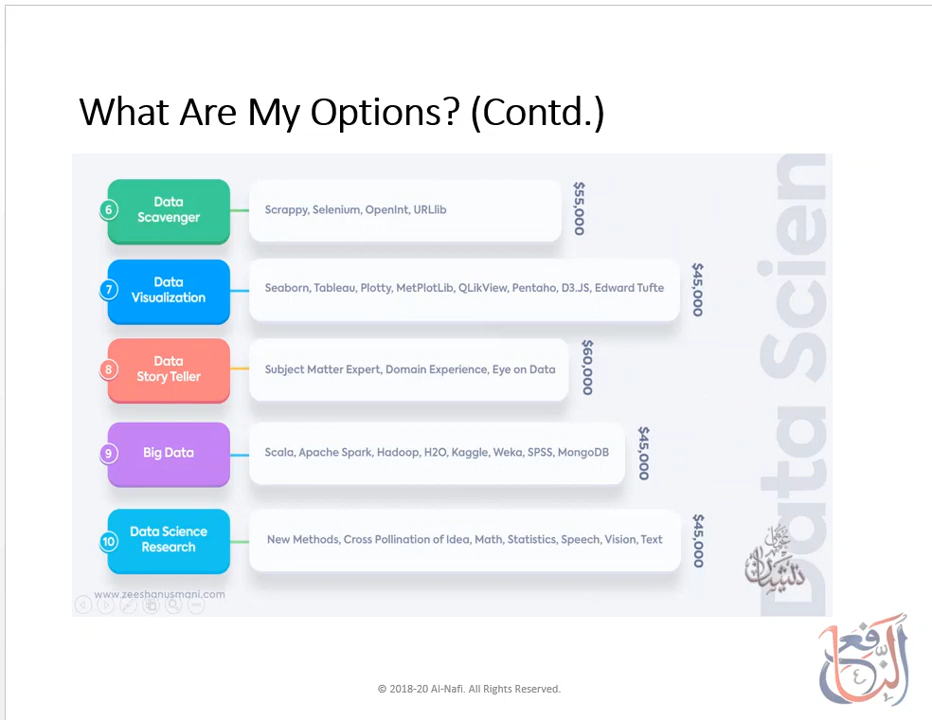 What Are My Options? (Contd.)
6
Data
Scavenger
Scrappy, Selenium, OpenInt, URLlib
$55,000
7
Data
Visualization
Seaborn, Tableau, Plotty, MetPlotLib, QLikView, Pentaho, D3.JS, Edward Tufte
$45,000
8
Data
Story Teller
Subject Matter Expert, Domain Experience, Eye on Data
$60,000
9
Big Data
Scala, Apache Spark, Hadoop, H2O, Kaggle, Weka, SPSS, MongoDB
$45,000
10
Data Science
Research
New Methods, Cross Pollination of Idea, Math, Statistics, Speech, Vision, Text
$45,000
Data Scien
www.zeeshanusmani.com
© 2018-20 Al-Nafi. All Rights Reserved.